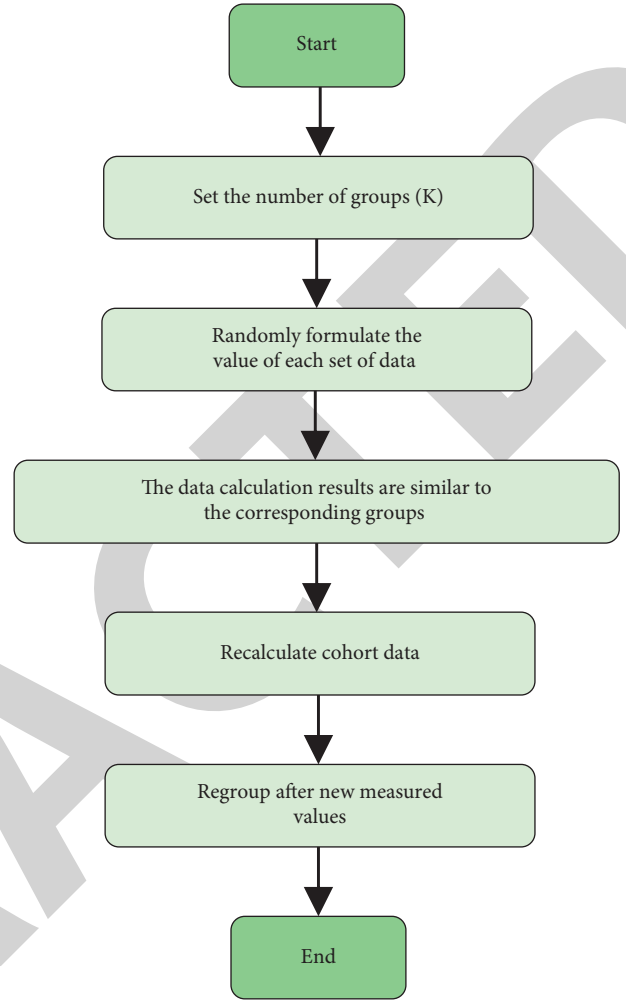 Start
Set the number of groups (K)
Randomly formulate the
value of each set of data
The data calculation results are similar to
the corresponding groups
Recalculate cohort data
Regroup after new measured
values
End